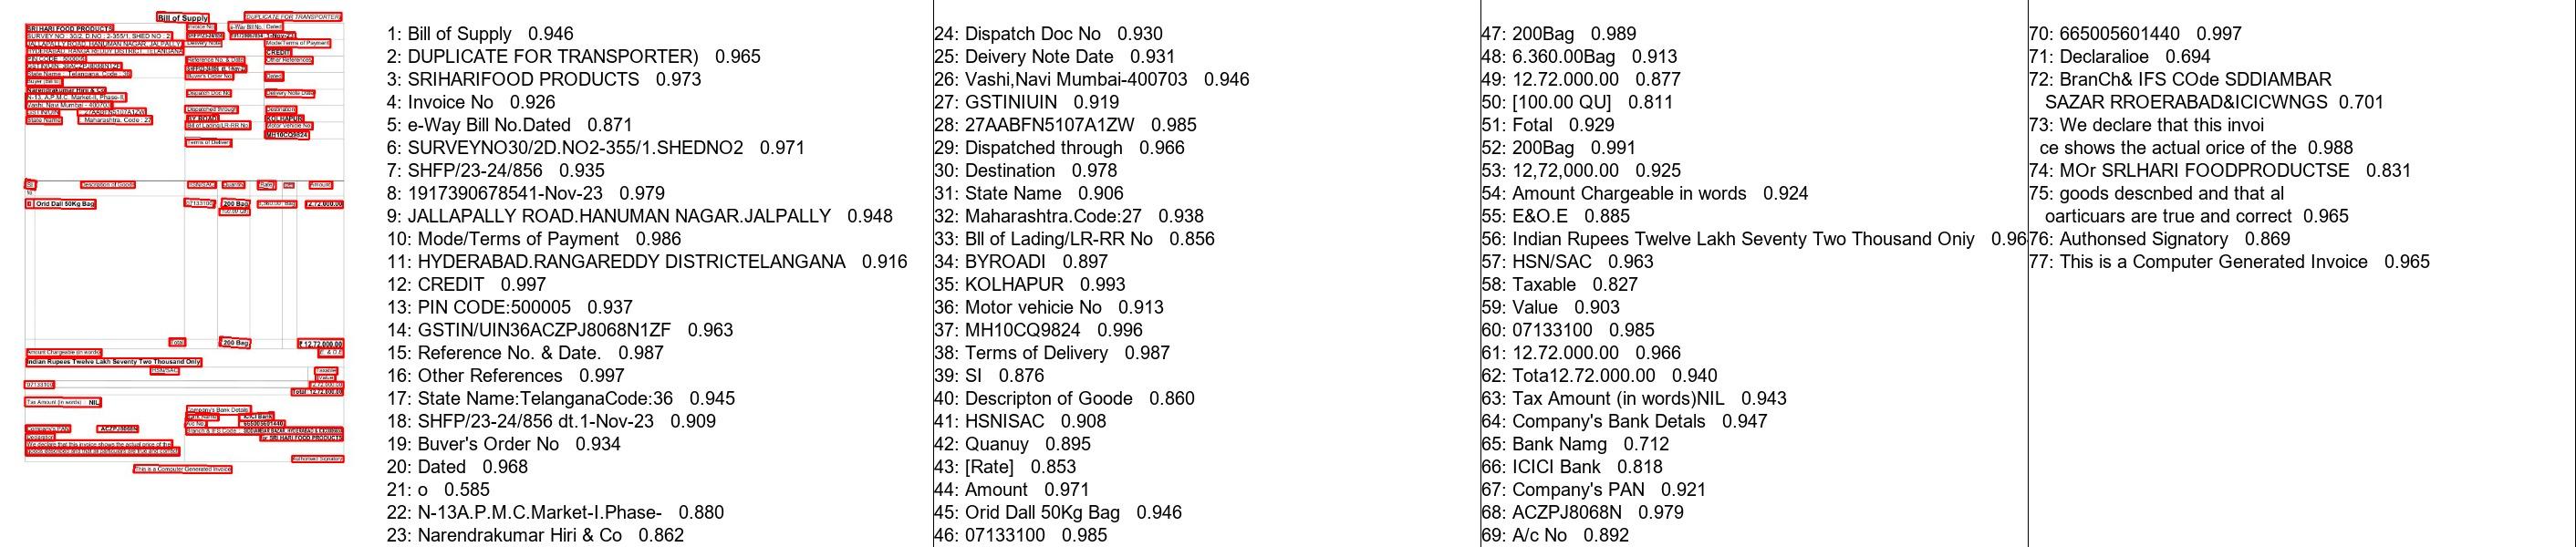 1: Bill of Supply 0.946
2: DUPLICATE FOR TRANSPORTER) 0.965
3: SRIHARIFOOD PRODUCTS 0.973
4: Invoice No 0.926
5: e-Way Bill No.Dated 0.871
6: SURVEYNO30/2D.NO2-355/1.SHEDNO2 0.971
7: SHFP/23-24/856 0.935
8: 1917390678541-Nov-23 0.979
9: JALLAPALLY ROAD.HANUMAN NAGAR.JALPALLY 0.948
10: Mode/Terms of Payment 0.986
11: HYDERABAD.RANGAREDDY DISTRICTELANGANA 0.916
12: CREDIT 0.997
13: PIN CODE:500005 0.937
14: GSTIN/UIN36ACZPJ8068N1ZF 0.963
15: Reference No. & Date. 0.987
16: Other References 0.997
17: State Name:TelanganaCode:36 0.945
18: SHFP/23-24/856 dt.1-Nov-23 0.909
19: Buver's Order No 0.934
20: Dated 0.968
21: o 0.585
22: N-13A.P.M.C.Market-I.Phase- 0.880
23: Narendrakumar Hiri & Co 0.862
24: Dispatch Doc No 0.930
25: Deivery Note Date 0.931
26: Vashi,Navi Mumbai-400703 0.946
27: GSTINIUIN 0.919
28: 27AABFN5107A1ZW 0.985
29: Dispatched through 0.966
30: Destination 0.978
31: State Name 0.906
32: Maharashtra.Code:27 0.938
33: Bll of Lading/LR-RR No 0.856
34: BYROADI 0.897
35: KOLHAPUR 0.993
36: Motor vehicie No 0.913
37: MH10CQ9824 0.996
38: Terms of Delivery 0.987
39: SI 0.876
40: Descripton of Goode 0.860
41: HSNISAC 0.908
42: Quanuy 0.895
43: [Rate] 0.853
44: Amount 0.971
45: Orid Dall 50Kg Bag 0.946
46: 07133100 0.985
47: 200Bag 0.989
48: 6.360.00Bag 0.913
49: 12.72.000.00 0.877
50: [100.00 QU] 0.811
51: Total 0.929
52: 200Bag 0.991
53: 12,72,000.00 0.925
54: Amount Chargeable in words 0.924
55: E&O.E 0.885
56: Indian Rupees Twelve Lakh Seventy Two Thousand Oniy 0.96
57: HSN/SAC 0.963
58: Taxable 0.827
59: Value 0.903
60: 07133100 0.985
61: 12.72.000.00 0.966
62: Tota12.72.000.00 0.940
63: Tax Amount (in words)NIL 0.943
64: Company's Bank Detals 0.947
65: Bank Namg 0.712
66: ICICI Bank 0.818
67: Company's PAN 0.921
68: ACZPJ8068N 0.979
69: A/c No 0.892
70: 665005601440 0.997
71: Declaralioe 0.694
72: BranCh& IFS COde SDDIAMBAR
SAZAR RROERABAD&ICICWNGS 0.701
73: We declare that this invoi
ce shows the actual orice of the 0.988
74: MOr SRLHARI FOODPRODUCTSE 0.831
75: goods descnbed and that al
oarticuars are true and correct 0.965
76: Authonsed Signatory 0.869
77: This is a Computer Generated Invoice 0.965